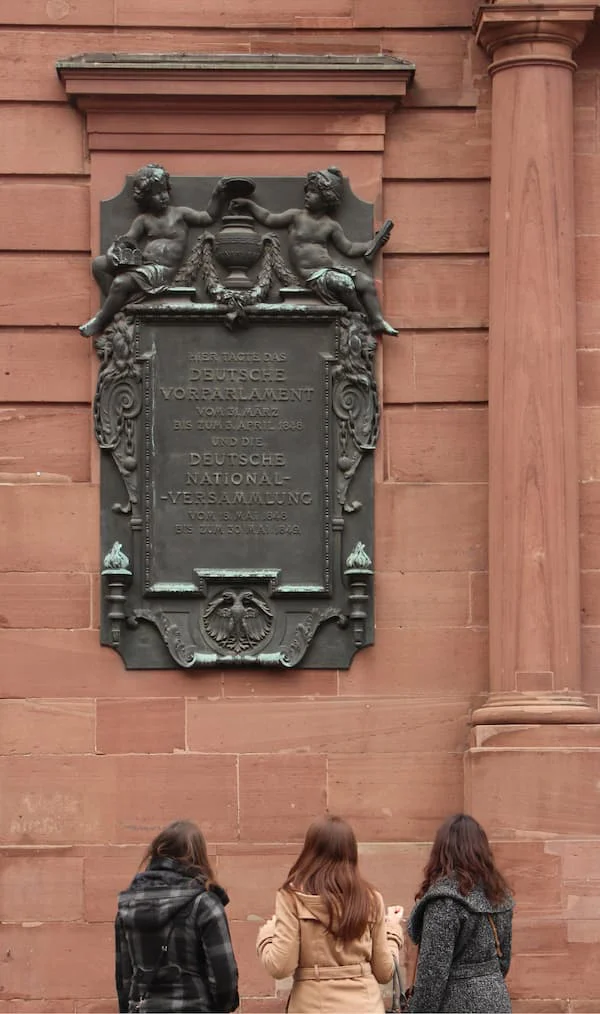 HIER TAGTE DAS
DEUTSCHE
VORPARLAMENT
VOM 31. MÄRZ
BIS ZUM 3. APRIL 1848
UND DIE
DEUTSCHE
NATIONAL-
-VERSAMMLUNG
VOM 18. MAI 1848
BIS ZUM 30. MAI 1849.